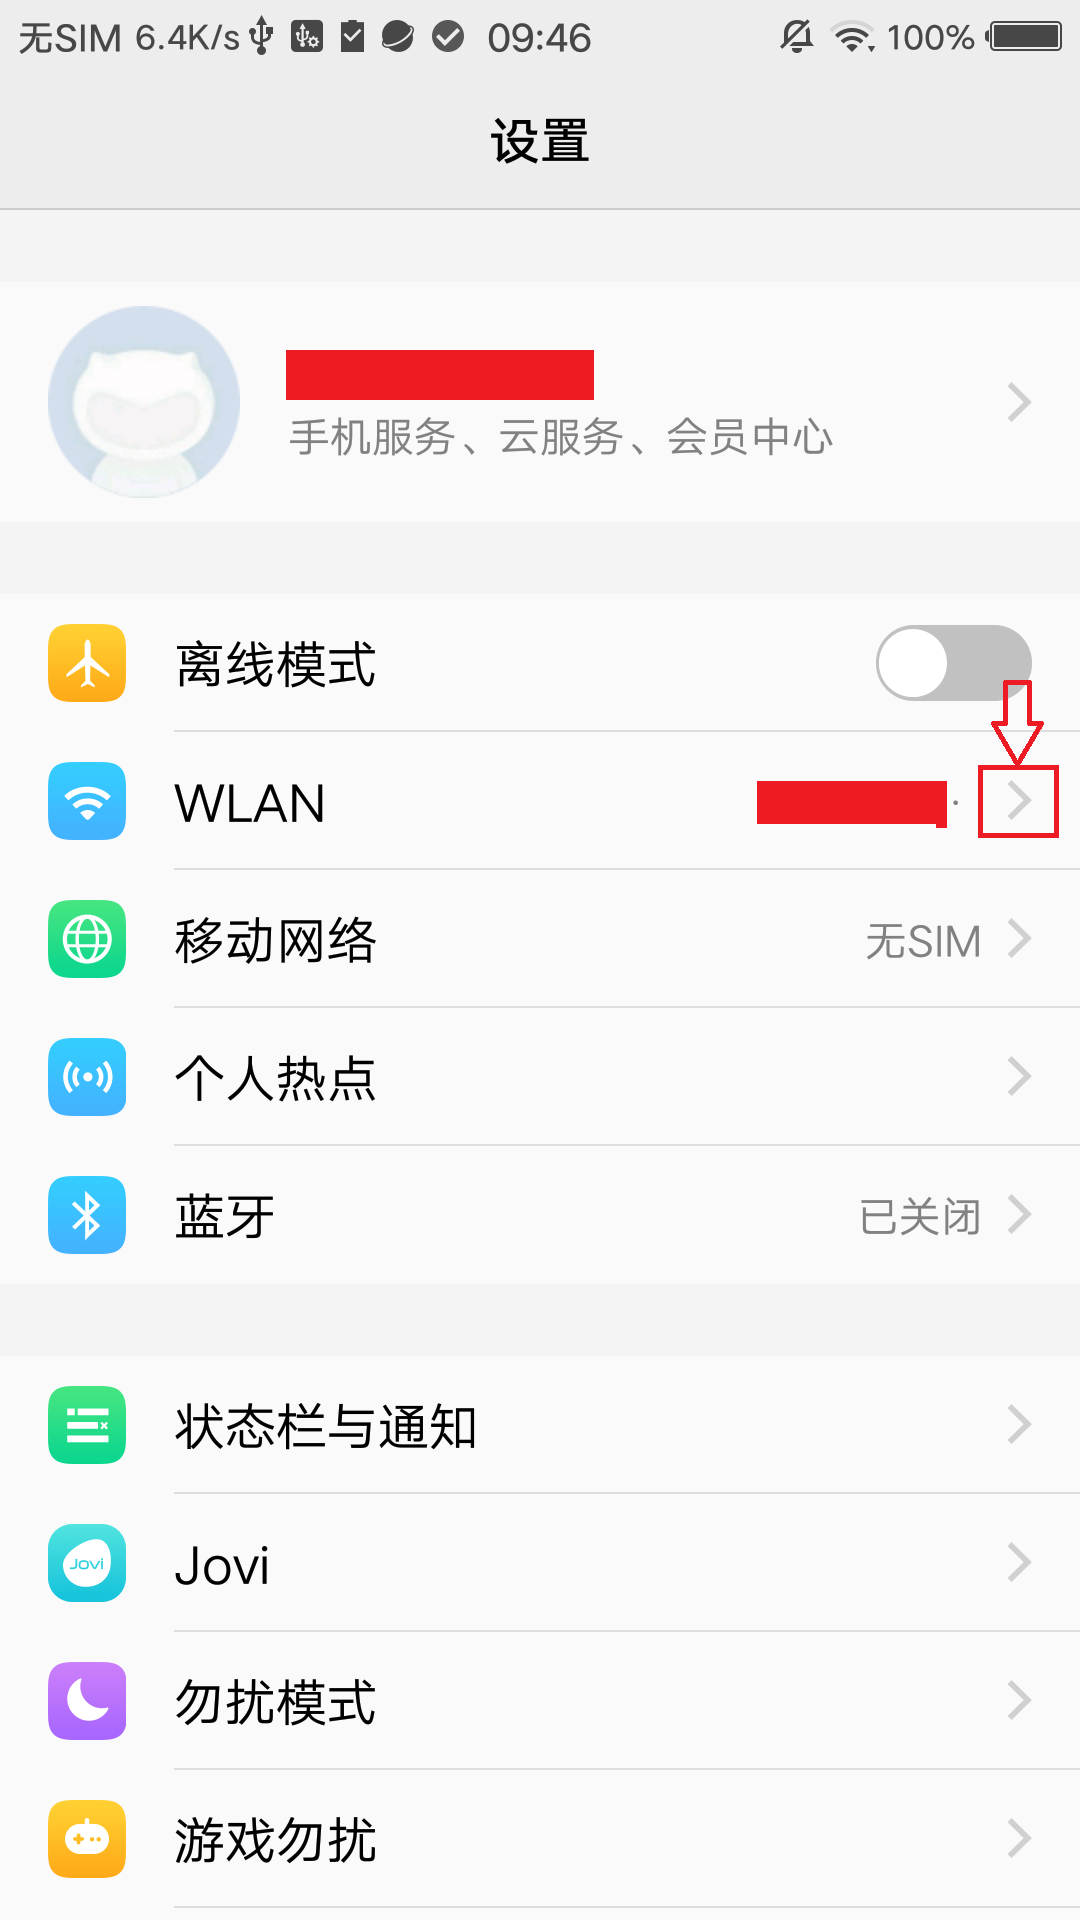 无SIM 6.4K/s 09:46 100%
设置
手机服务、云服务、会员中心
离线模式
WLAN
移动网络 无SIM
个人热点
蓝牙 已关闭
状态栏与通知
Jovi
Jovi
勿扰模式
游戏勿扰